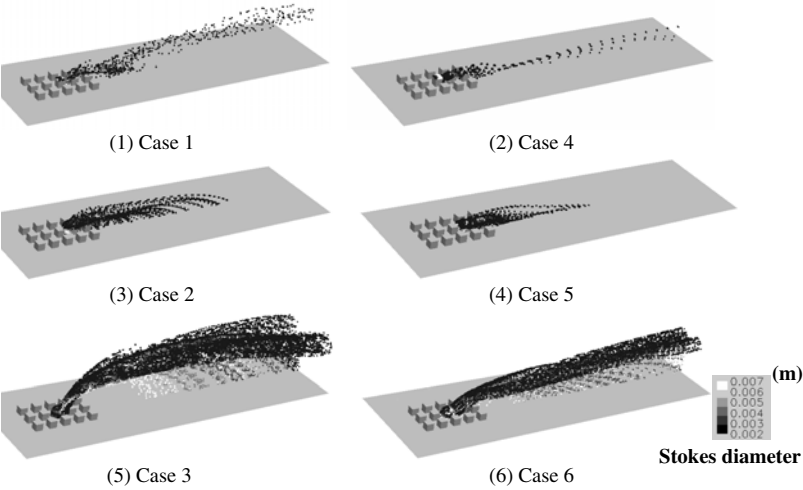 (1) Case 1
(2) Case 4
(3) Case 2
(4) Case 5
(m)
0.007
0.006
0.005
0.004
0.003
0.002
Stokes diameter
(5) Case 3
(6) Case 6